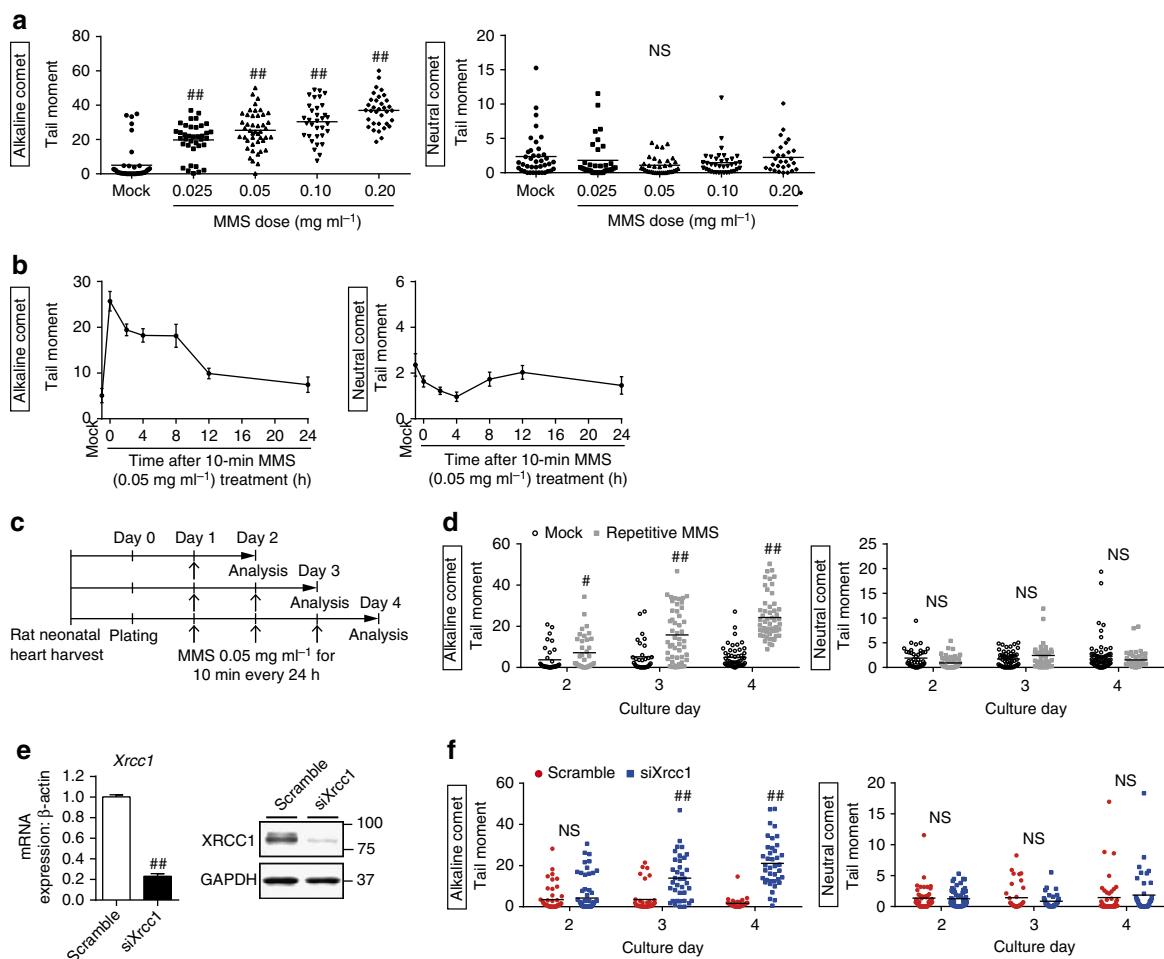 a
Alkaline comet
Tail moment
60
40
20
0
##
##
##
##
Mock
0.025
0.05
0.10
0.20
MMS dose (mg ml⁻¹)
Neutral comet
Tail moment
20
15
10
5
0
NS
Mock
0.025
0.05
0.10
0.20
MMS dose (mg ml⁻¹)
b
Alkaline comet
Tail moment
30
20
10
0
Mock
0
4
8
12
16
20
24
Time after 10-min MMS
(0.05 mg ml⁻¹) treatment (h)
Neutral comet
Tail moment
6
4
2
0
Mock
0
4
8
12
16
20
24
Time after 10-min MMS
(0.05 mg ml⁻¹) treatment (h)
c
Day 0
Day 1
Day 2
Analysis
Day 3
Analysis
Day 4
Rat neonatal
heart harvest
Plating
Analysis
MMS 0.05 mg ml⁻¹ for
10 min every 24 h
d
Mock
Repetitive MMS
Alkaline comet
Tail moment
60
40
20
0
#
##
##
2
3
4
Culture day
Neutral comet
Tail moment
25
20
15
10
5
0
NS
NS
NS
2
3
4
Culture day
e
Xrcc1
mRNA
expression: β-actin
1.2
1.0
0.8
0.6
0.4
0.2
0.0
##
Scramble
siXrcc1
Scramble
siXrcc1
XRCC1
GAPDH
100
75
37
f
Scramble
siXrcc1
Alkaline comet
Tail moment
60
40
20
0
NS
##
##
2
3
4
Culture day
Neutral comet
Tail moment
20
15
10
5
0
NS
NS
NS
2
3
4
Culture day